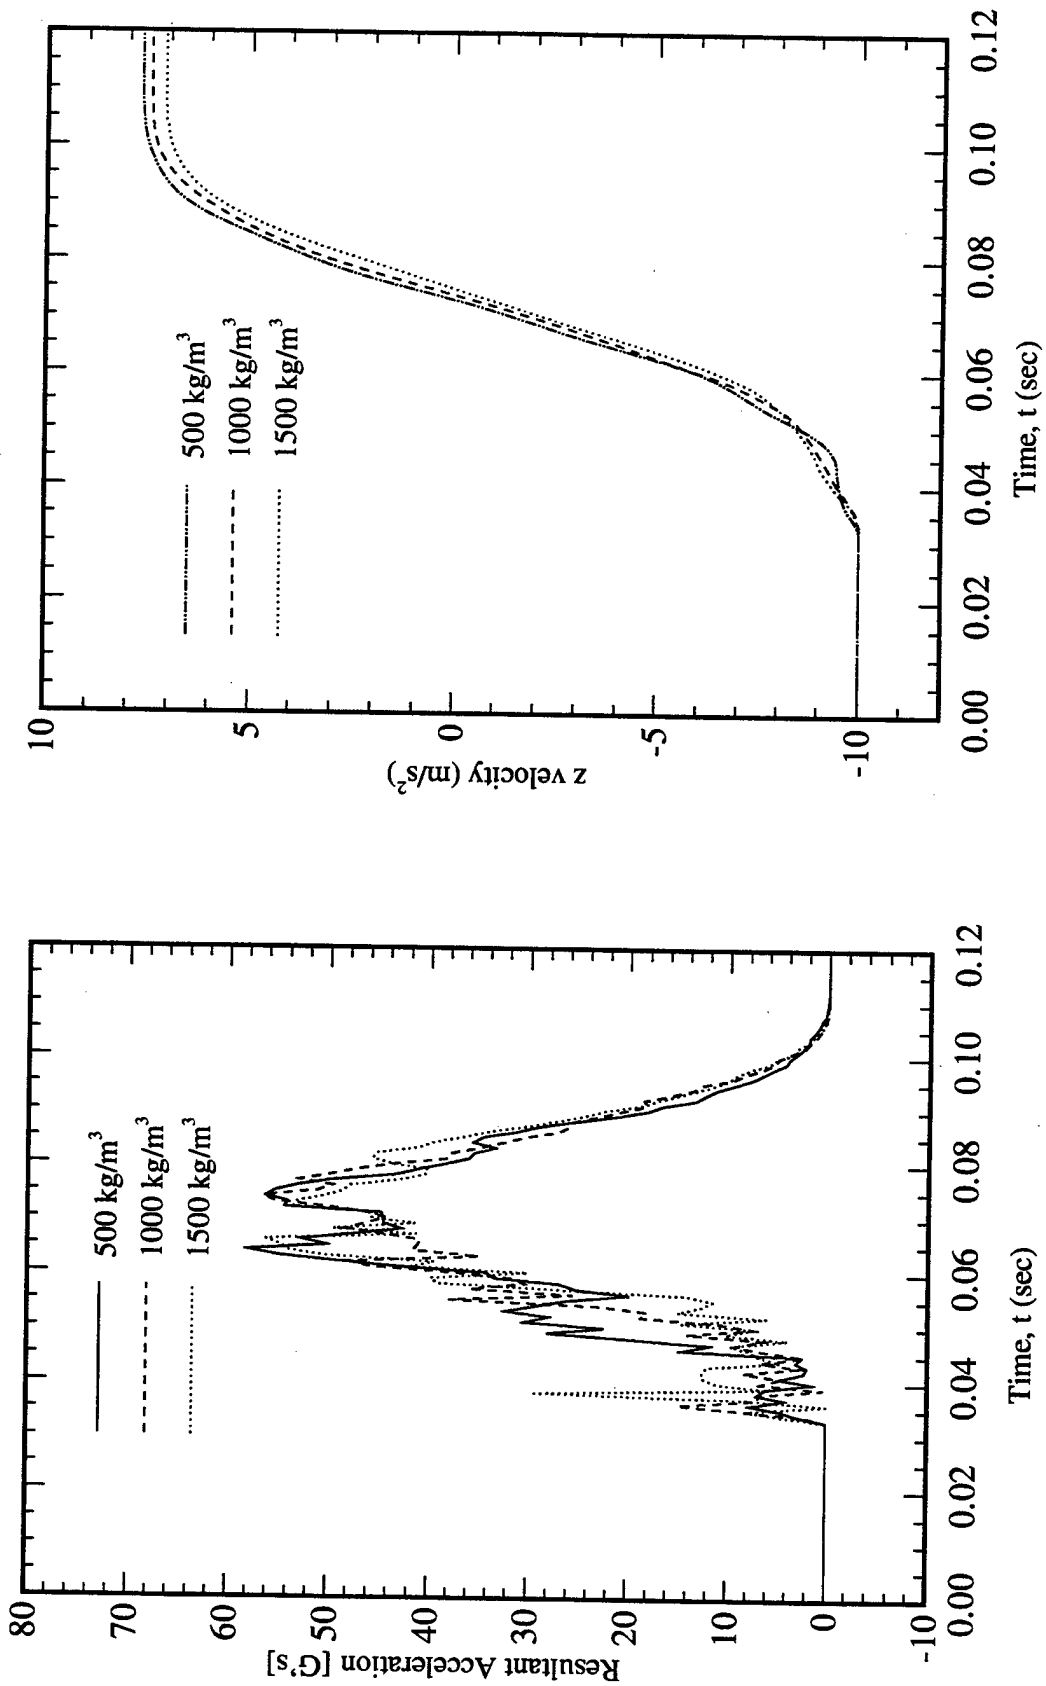 80
70
60
50
40
30
20
10
0
-10
Resultant Acceleration [G's]
500 kg/m³
1000 kg/m³
1500 kg/m³
0.00
0.02
0.04
0.06
0.08
0.10
0.12
Time, t (sec)
10
5
0
-5
-10
z velocity (m/s²)
500 kg/m³
1000 kg/m³
1500 kg/m³
0.00
0.02
0.04
0.06
0.08
0.10
0.12
Time, t (sec)